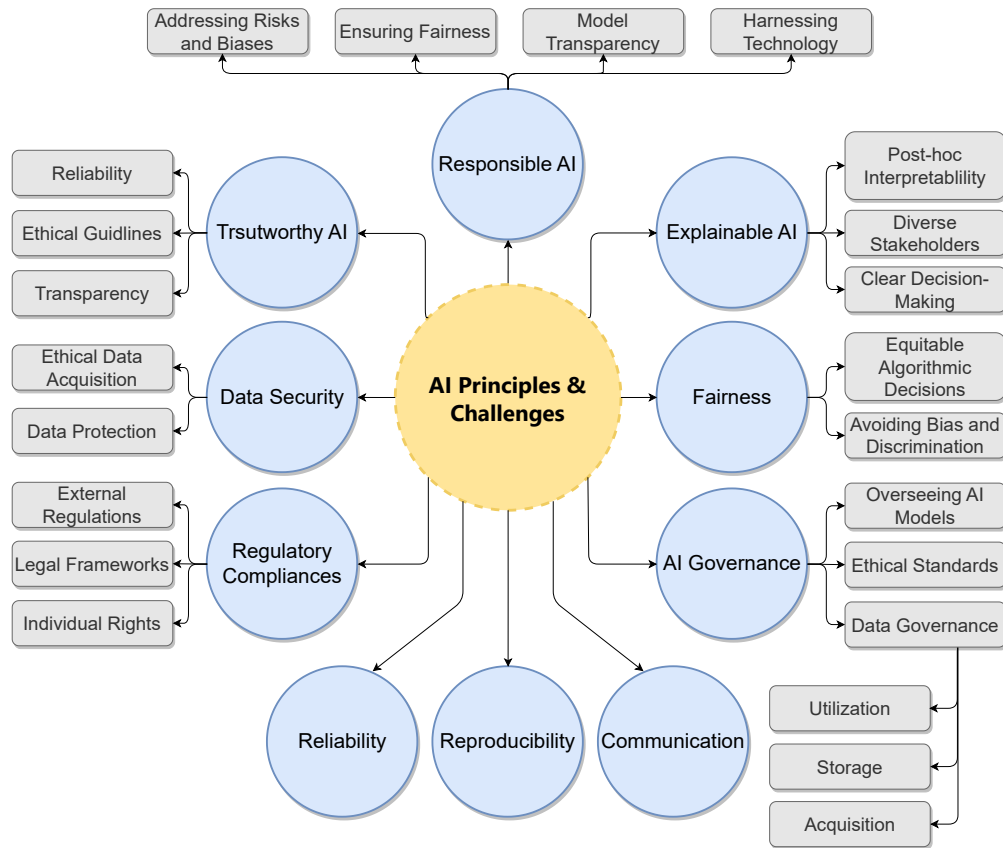 Addressing Risks
and Biases
Ensuring Fairness
Model
Transparency
Harnessing
Technology
Responsible AI
Reliability
Ethical Guidlines
Transparency
Trsutworthy AI
Explainable AI
Post-hoc
Interpretablility
Diverse
Stakeholders
Clear Decision-
Making
AI Principles &
Challenges
Ethical Data
Acquisition
Data Protection
Data Security
Fairness
Equitable
Algorithmic
Decisions
Avoiding Bias and
Discrimination
External
Regulations
Legal Frameworks
Individual Rights
Regulatory
Compliances
AI Governance
Overseeing AI
Models
Ethical Standards
Data Governance
Reliability
Reproducibility
Communication
Utilization
Storage
Acquisition